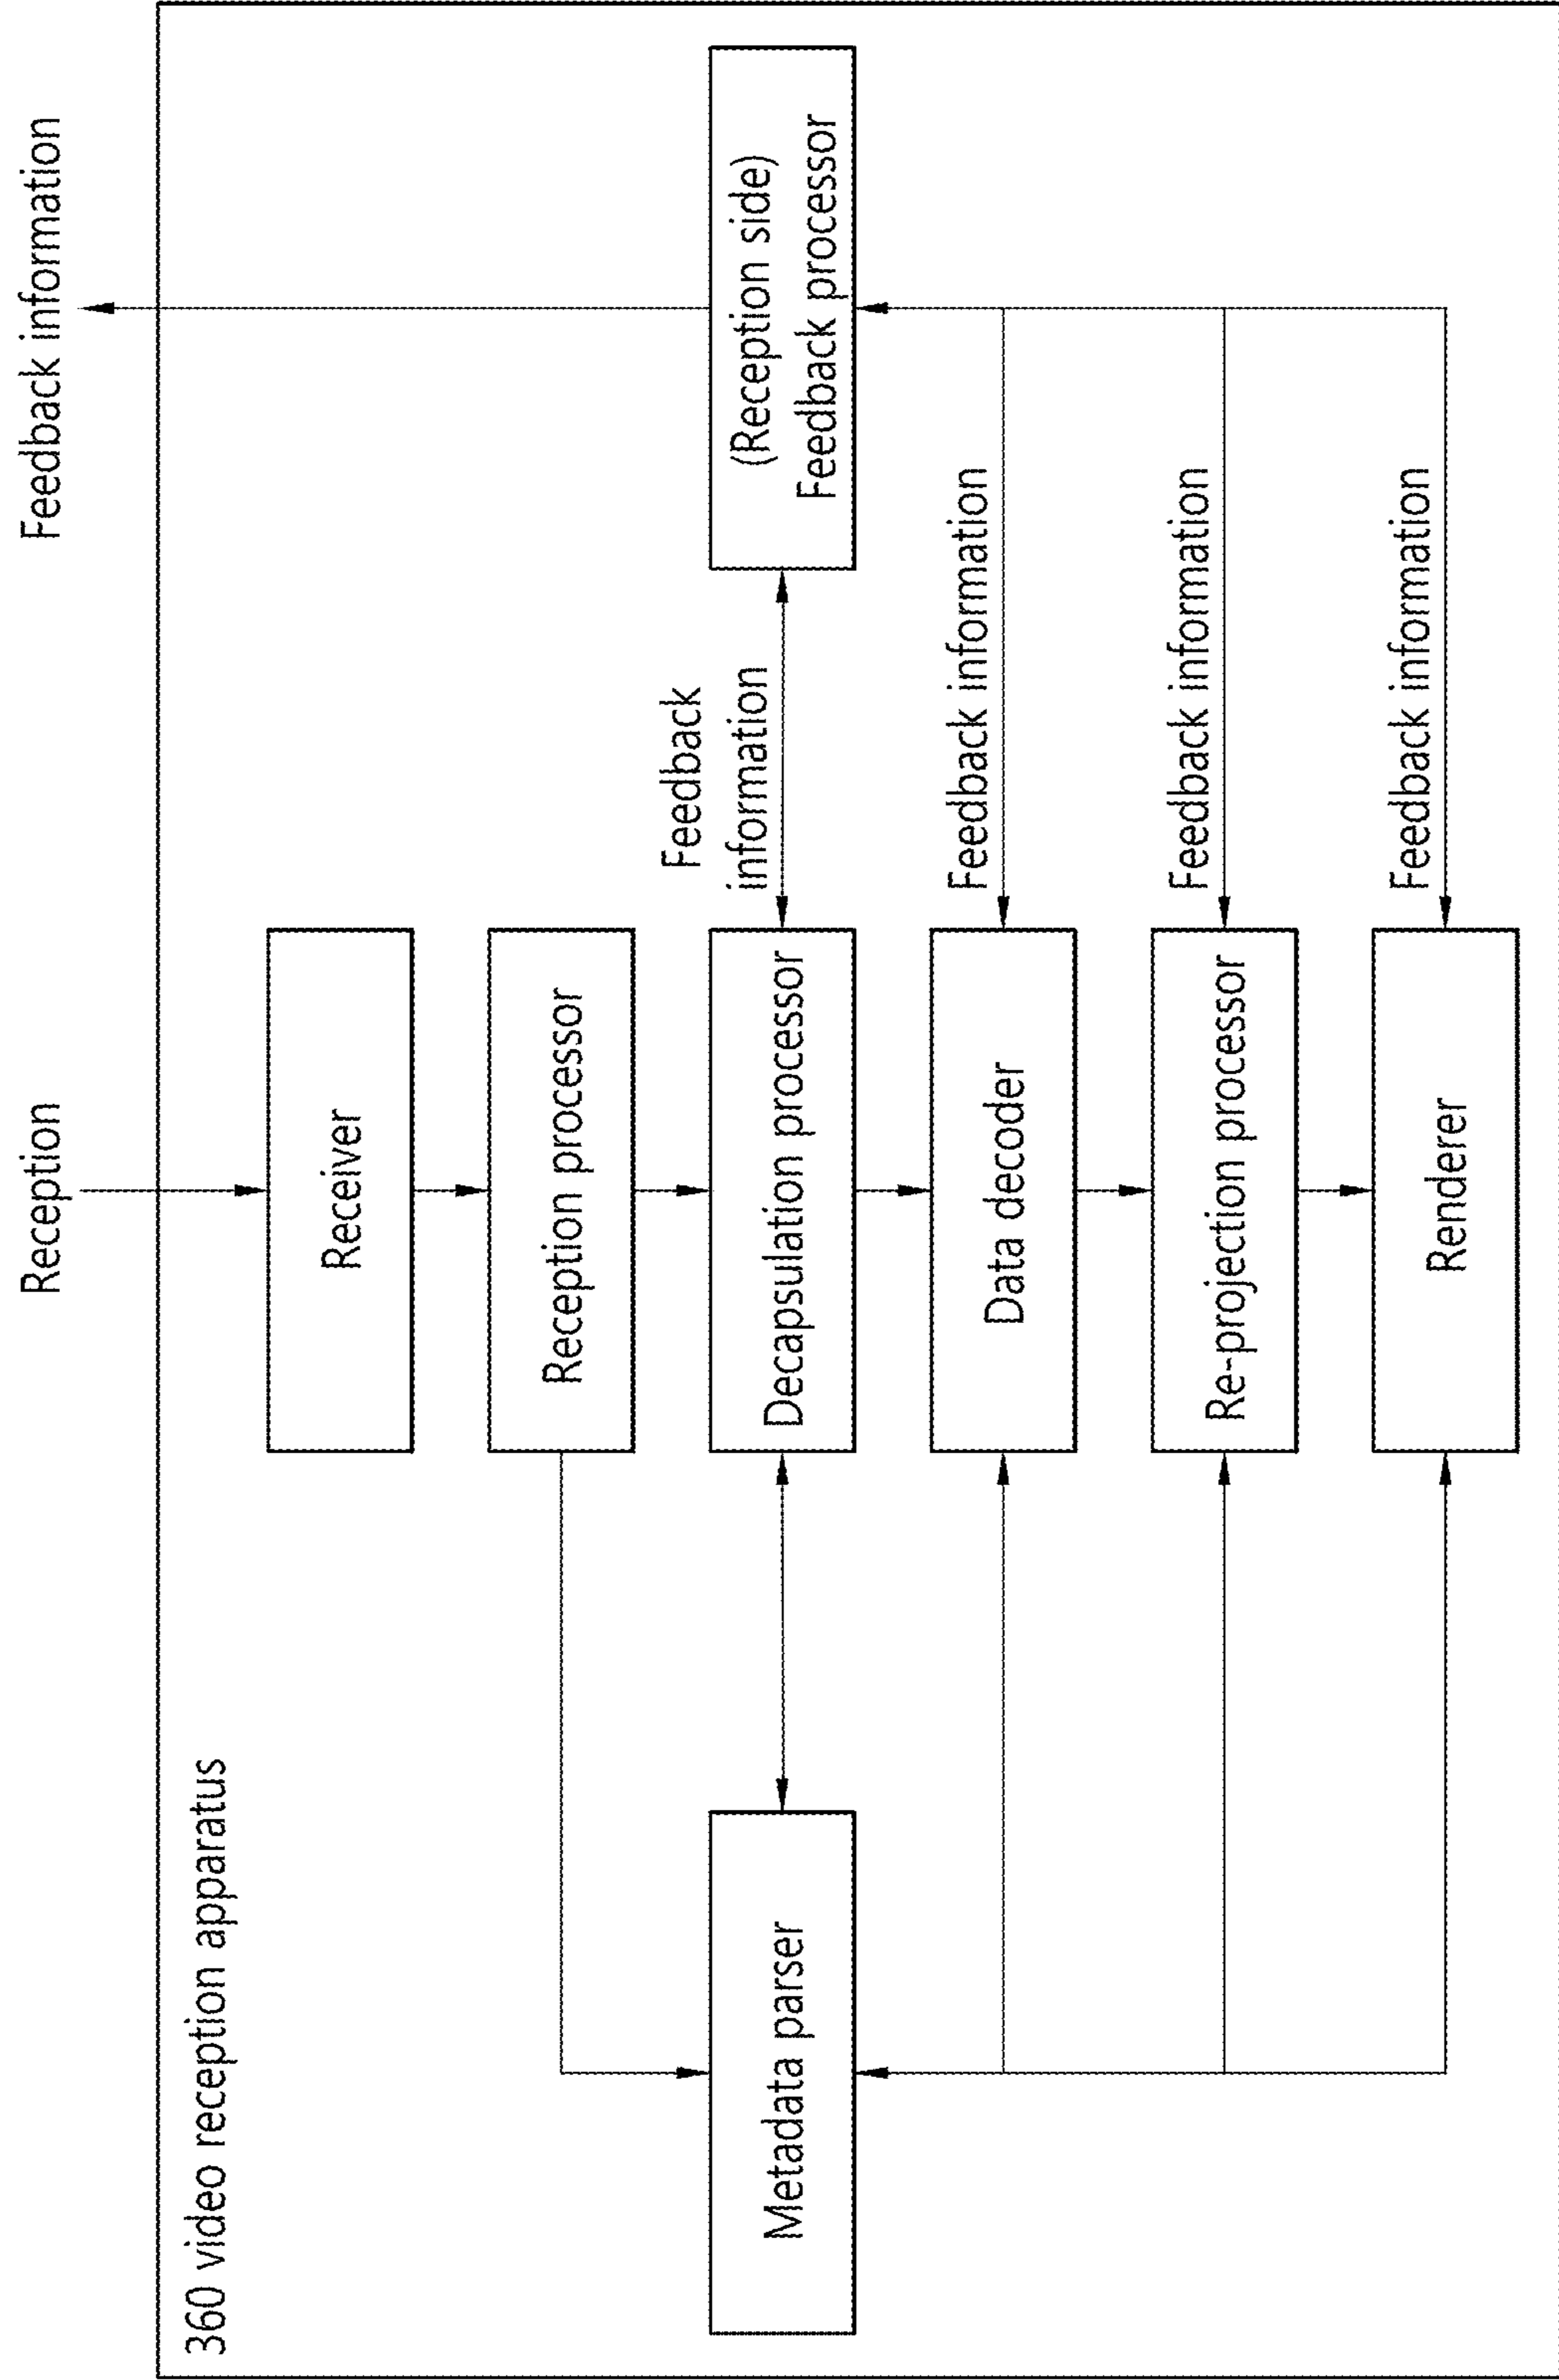 Reception
Feedback information
360 video reception apparatus
Receiver
Reception processor
Metadata parser
Decapsulation processor
Feedback
information
(Reception side)
Feedback processor
Data decoder
Feedback information
Re-projection processor
Feedback information
Renderer
Feedback information